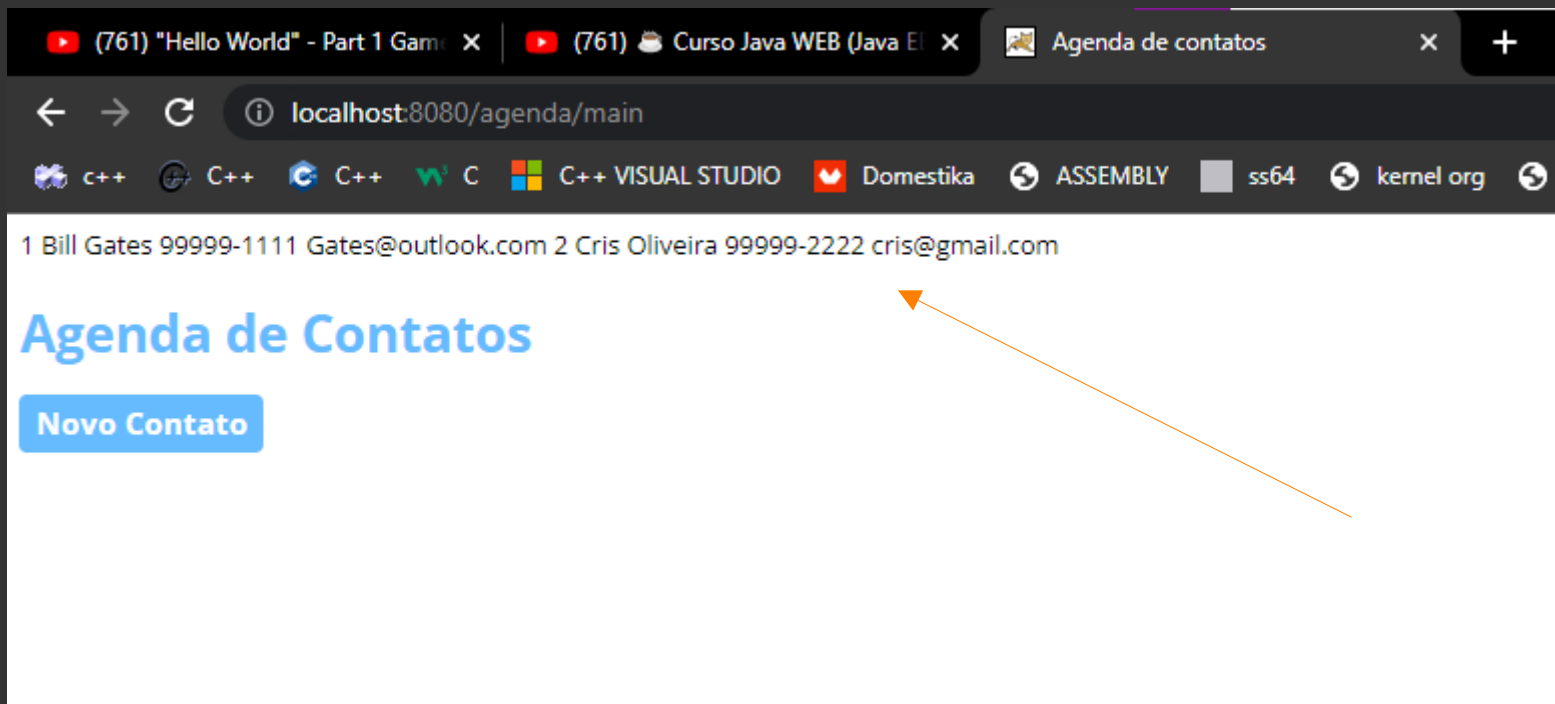 (761) "Hello World" - Part 1 Gam
(761) Curso Java WEB (Java E
Agenda de contatos
localhost:8080/agenda/main
c++ C++ C++ C C++ VISUAL STUDIO Domestika ASSEMBLY ss64 kernel org
1 Bill Gates 99999-1111 Gates@outlook.com 2 Cris Oliveira 99999-2222 cris@gmail.com
Agenda de Contatos
Novo Contato